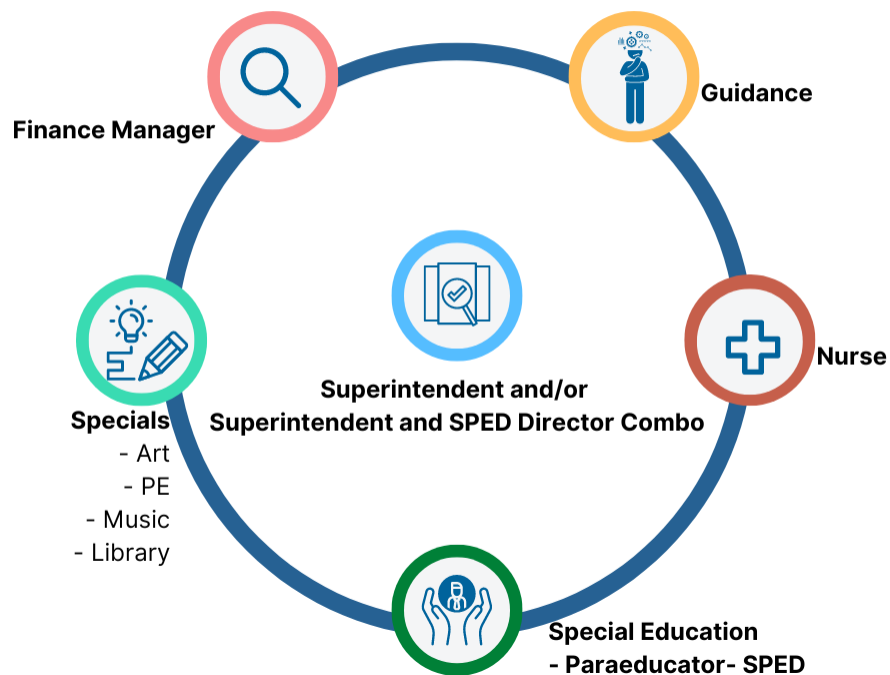 Guidance
Finance Manager
Nurse
Superintendent and/or
Superintendent and SPED Director Combo
Specials
- Art
- PE
- Music
- Library
Special Education
- Paraeducator- SPED